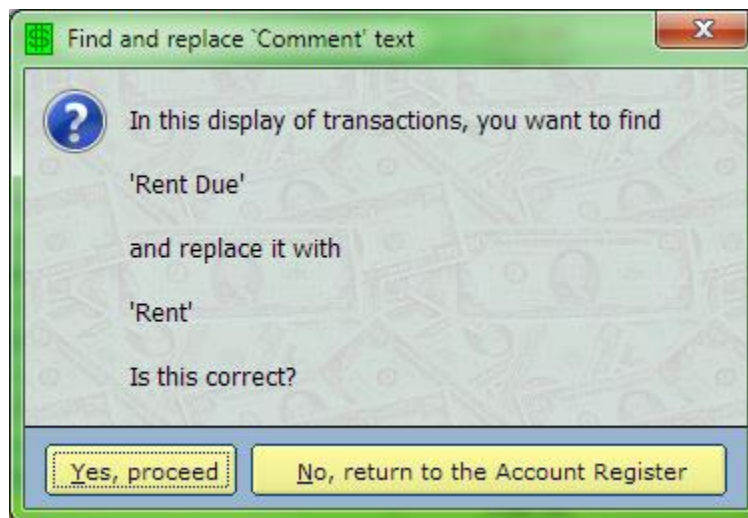 Find and replace `Comment' text
In this display of transactions, you want to find
'Rent Due'
and replace it with
'Rent'
Is this correct?
Yes, proceed
No, return to the Account Register